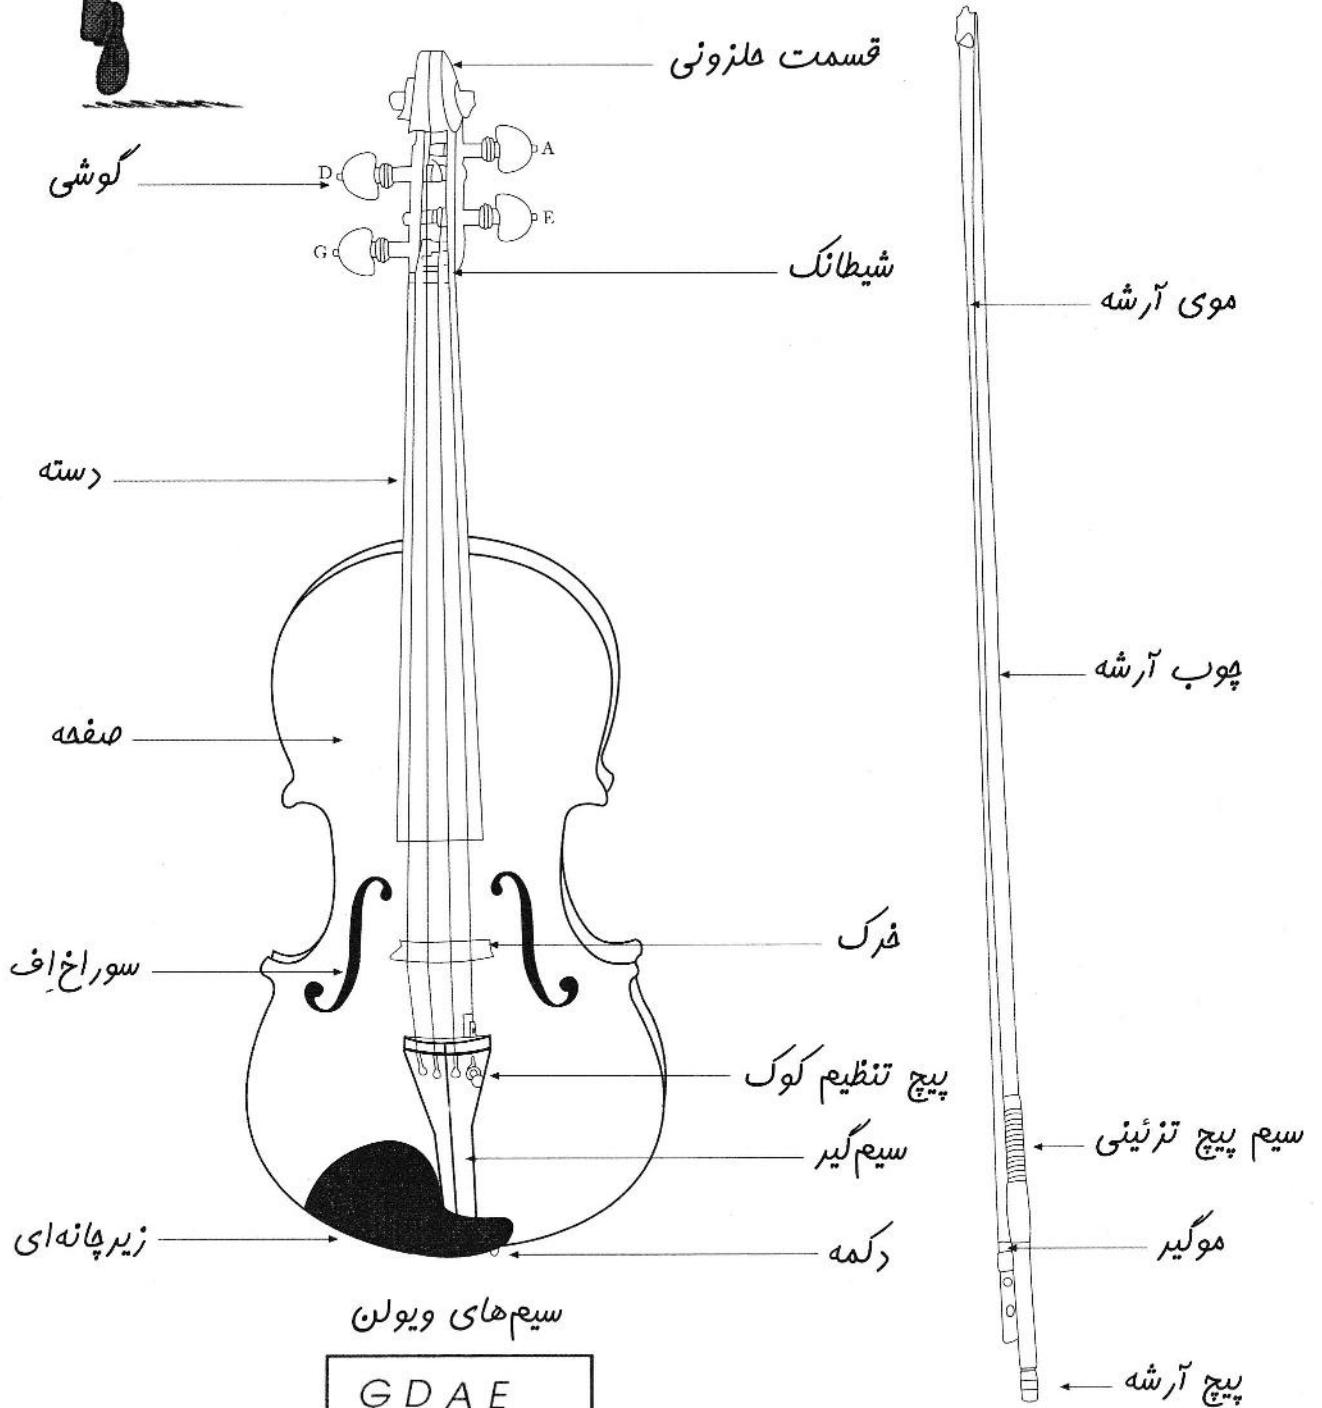 قسمت حلزونی
A
D
گوشی
E
G
شیطانک
موی آرشه
دسته
چوب آرشه
صفحه
خرک
سوراخ اِف
پیچ تنظیم کوک
سیم پیچ تزئینی
سیم‌گیر
زیرچانه‌ای
دکمه
موگیر
سیم‌های ویولن
پیچ آرشه
G D A E